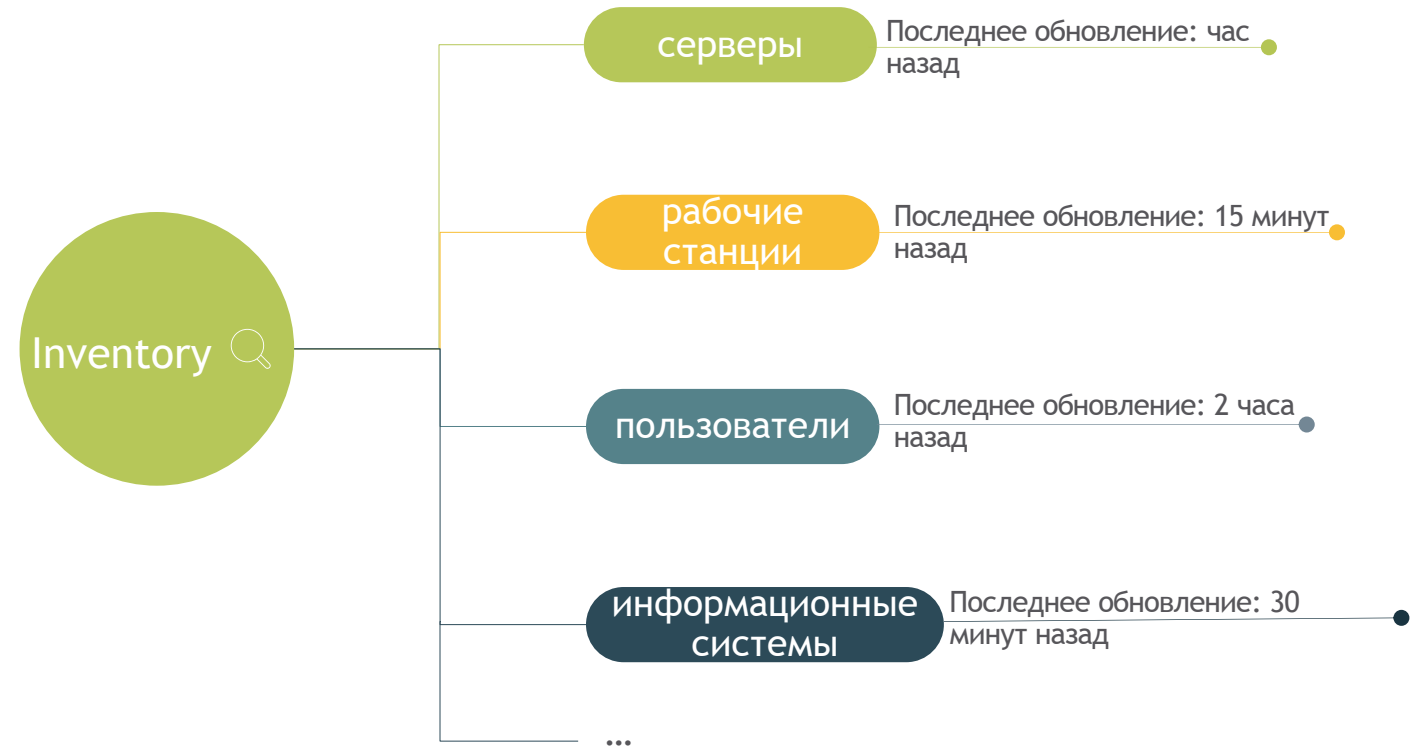 серверы
Последнее обновление: час
назад
рабочие
станции
Последнее обновление: 15 минут
назад
Inventory
пользователи
Последнее обновление: 2 часа
назад
информационные
системы
Последнее обновление: 30
минут назад
...